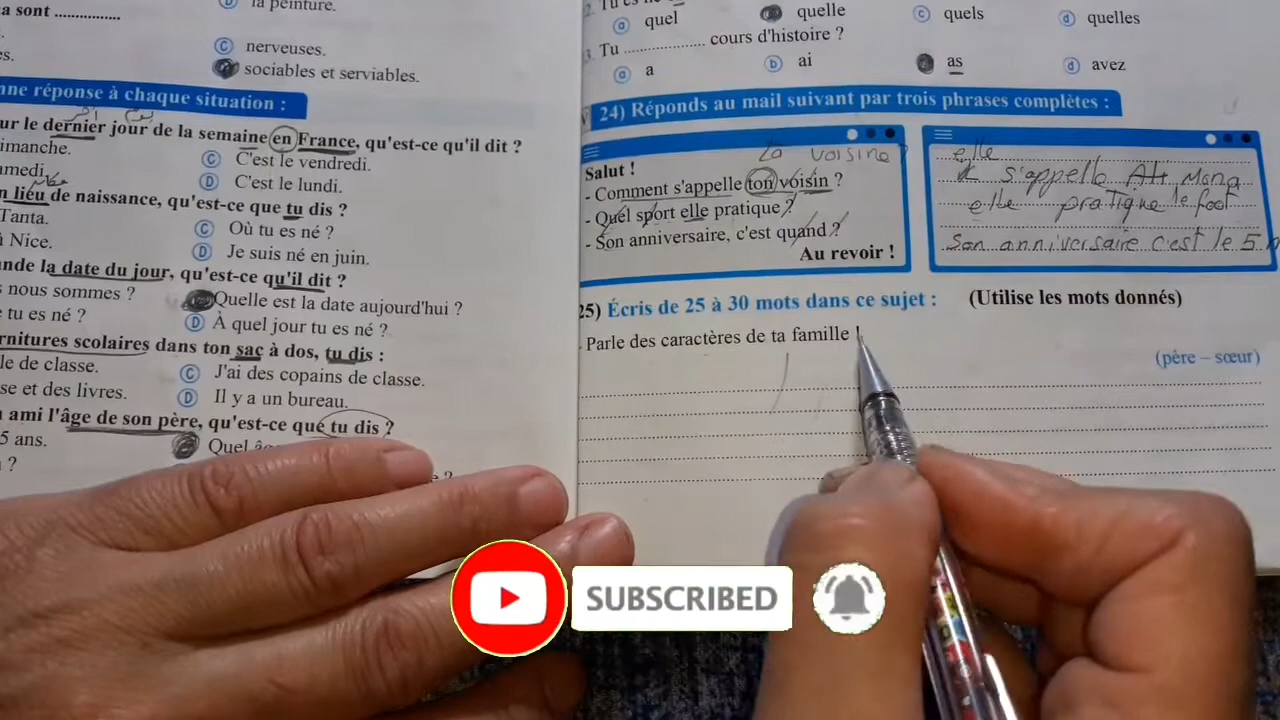 a sont ................
la peinture.
C nerveuses.
sociables et serviables.
nne réponse à chaque situation :
ur le dernier jour de la semaine en France, qu'est-ce qu'il dit ?
imanche.
C C'est le vendredi.
amedi.
D C'est le lundi.
n lieu de naissance, qu'est-ce que tu dis ?
Tanta.
C Où tu es né ?
à Nice.
D Je suis né en juin.
nde la date du jour, qu'est-ce qu'il dit ?
s nous sommes ?
Quelle est la date aujourd'hui ?
tu es né ?
D À quel jour tu es né ?
rnitures scolaires dans ton sac à dos, tu dis :
le de classe.
C J'ai des copains de classe.
se et des livres.
D Il y a un bureau.
ami l'âge de son père, qu'est-ce que tu dis ?
5 ans.
Quel
?
2. Tu es
a quel
quelle
c quels
d quelles
3. Tu .................... cours d'histoire ?
a a
b ai
as
d avez
24) Réponds au mail suivant par trois phrases complètes :
La voisine ?
Salut !
- Comment s'appelle ton voisin ?
- Quel sport elle pratique ?
- Son anniversaire, c'est quand ?
Au revoir !
elle
s'appelle Mona
elle pratique le foot
Son anniversaire c'est le 5
25) Écris de 25 à 30 mots dans ce sujet : (Utilise les mots donnés)
- Parle des caractères de ta famille !
(père – sœur)
SUBSCRIBED